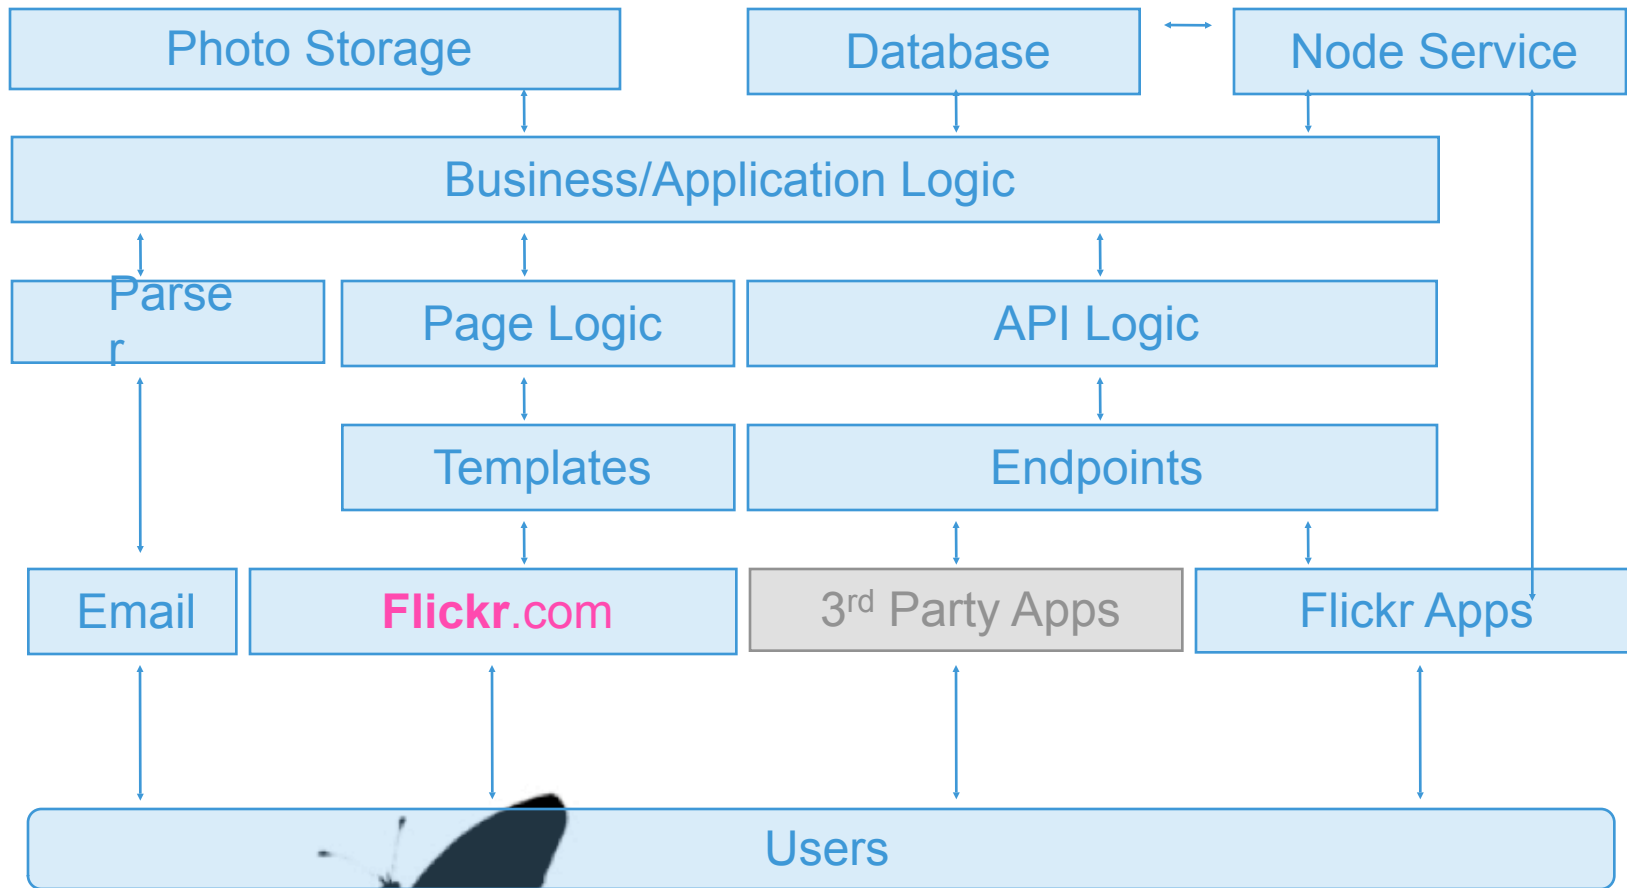 Photo Storage
Database
Node Service
Business/Application Logic
Parse
r
Page Logic
API Logic
Templates
Endpoints
Email
Flickr.com
3rd Party Apps
Flickr Apps
Users